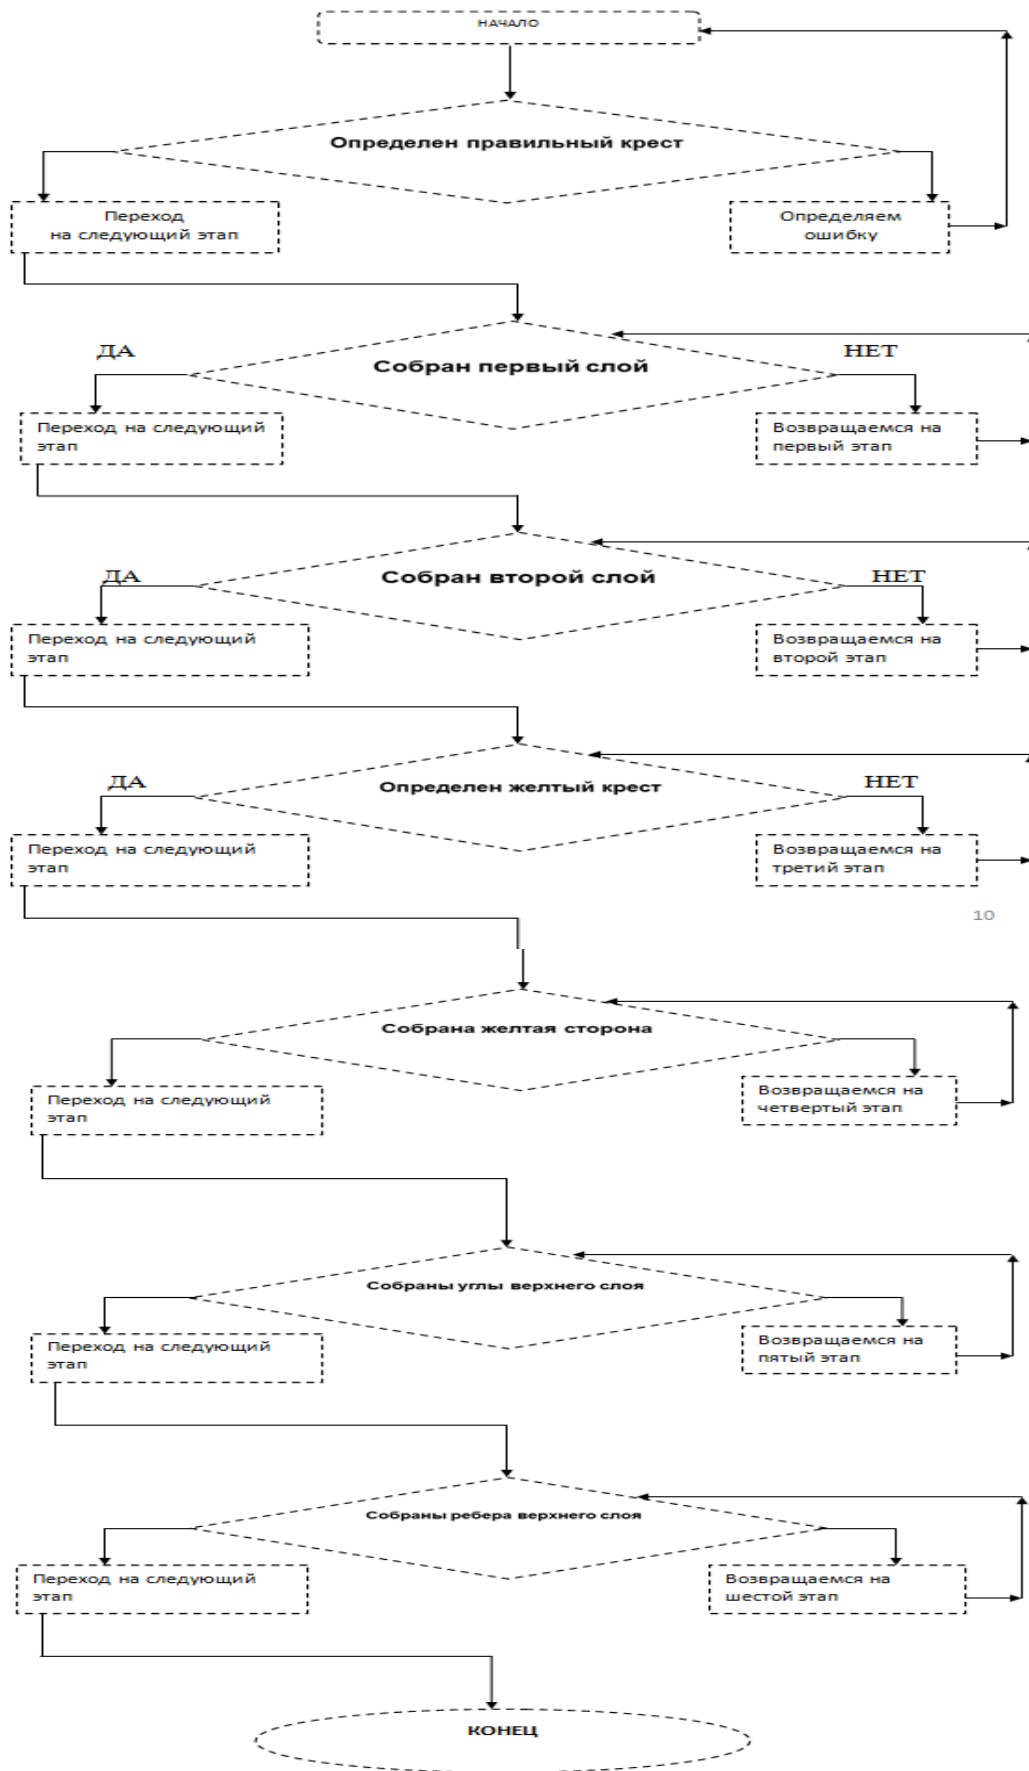 НАЧАЛО
Определен правильный крест
Переход
на следующий этап
Определяем
ошибку
ДА
НЕТ
Собран первый слой
Переход на следующий
этап
Возвращаемся на
первый этап
ДА
НЕТ
Собран второй слой
Переход на следующий
этап
Возвращаемся на
второй этап
ДА
НЕТ
Определен желтый крест
Переход на следующий
этап
Возвращаемся на
третий этап
10
Собрана желтая сторона
Переход на следующий
этап
Возвращаемся на
четвертый этап
Собраны углы верхнего слоя
Переход на следующий
этап
Возвращаемся на
пятый этап
Собраны ребера верхнего слоя
Переход на следующий
этап
Возвращаемся на
шестой этап
КОНЕЦ